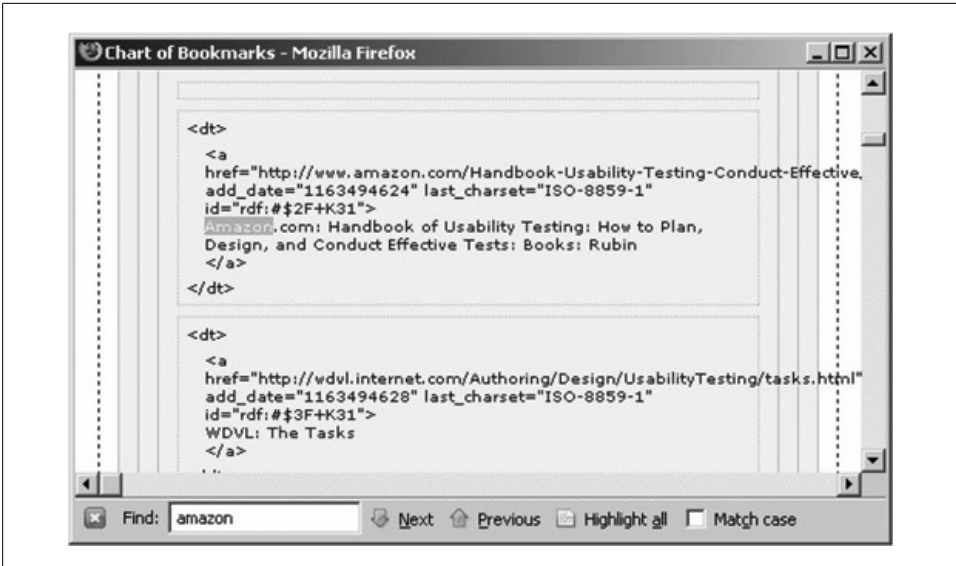 Chart of Bookmarks - Mozilla Firefox
<dt>
<a
href="http://www.amazon.com/Handbook-Usability-Testing-Conduct-Effective
add_date="1163494624" last_charset="ISO-8859-1"
id="rdf:#$2F+K31">
Amazon.com: Handbook of Usability Testing: How to Plan,
Design, and Conduct Effective Tests: Books: Rubin
</a>
</dt>
<dt>
<a
href="http://wdvl.internet.com/Authoring/Design/UsabilityTesting/tasks.html"
add_date="1163494628" last_charset="ISO-8859-1"
id="rdf:#$3F+K31">
WDVL: The Tasks
</a>
Find: amazon Next Previous Highlight all Match case